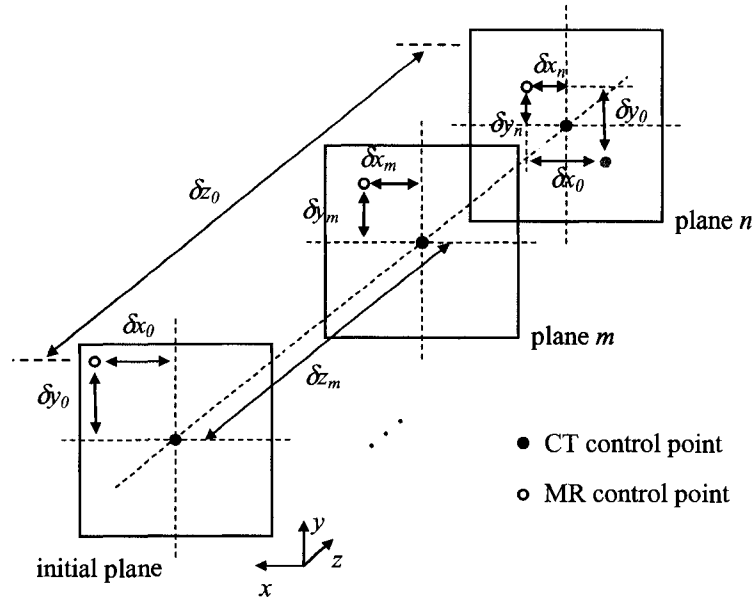 δxₙ
δyₙ
δy₀
δx₀
plane n
δxₘ
δyₘ
plane m
δz₀
δzₘ
δx₀
δy₀
initial plane
y
z
x
CT control point
MR control point